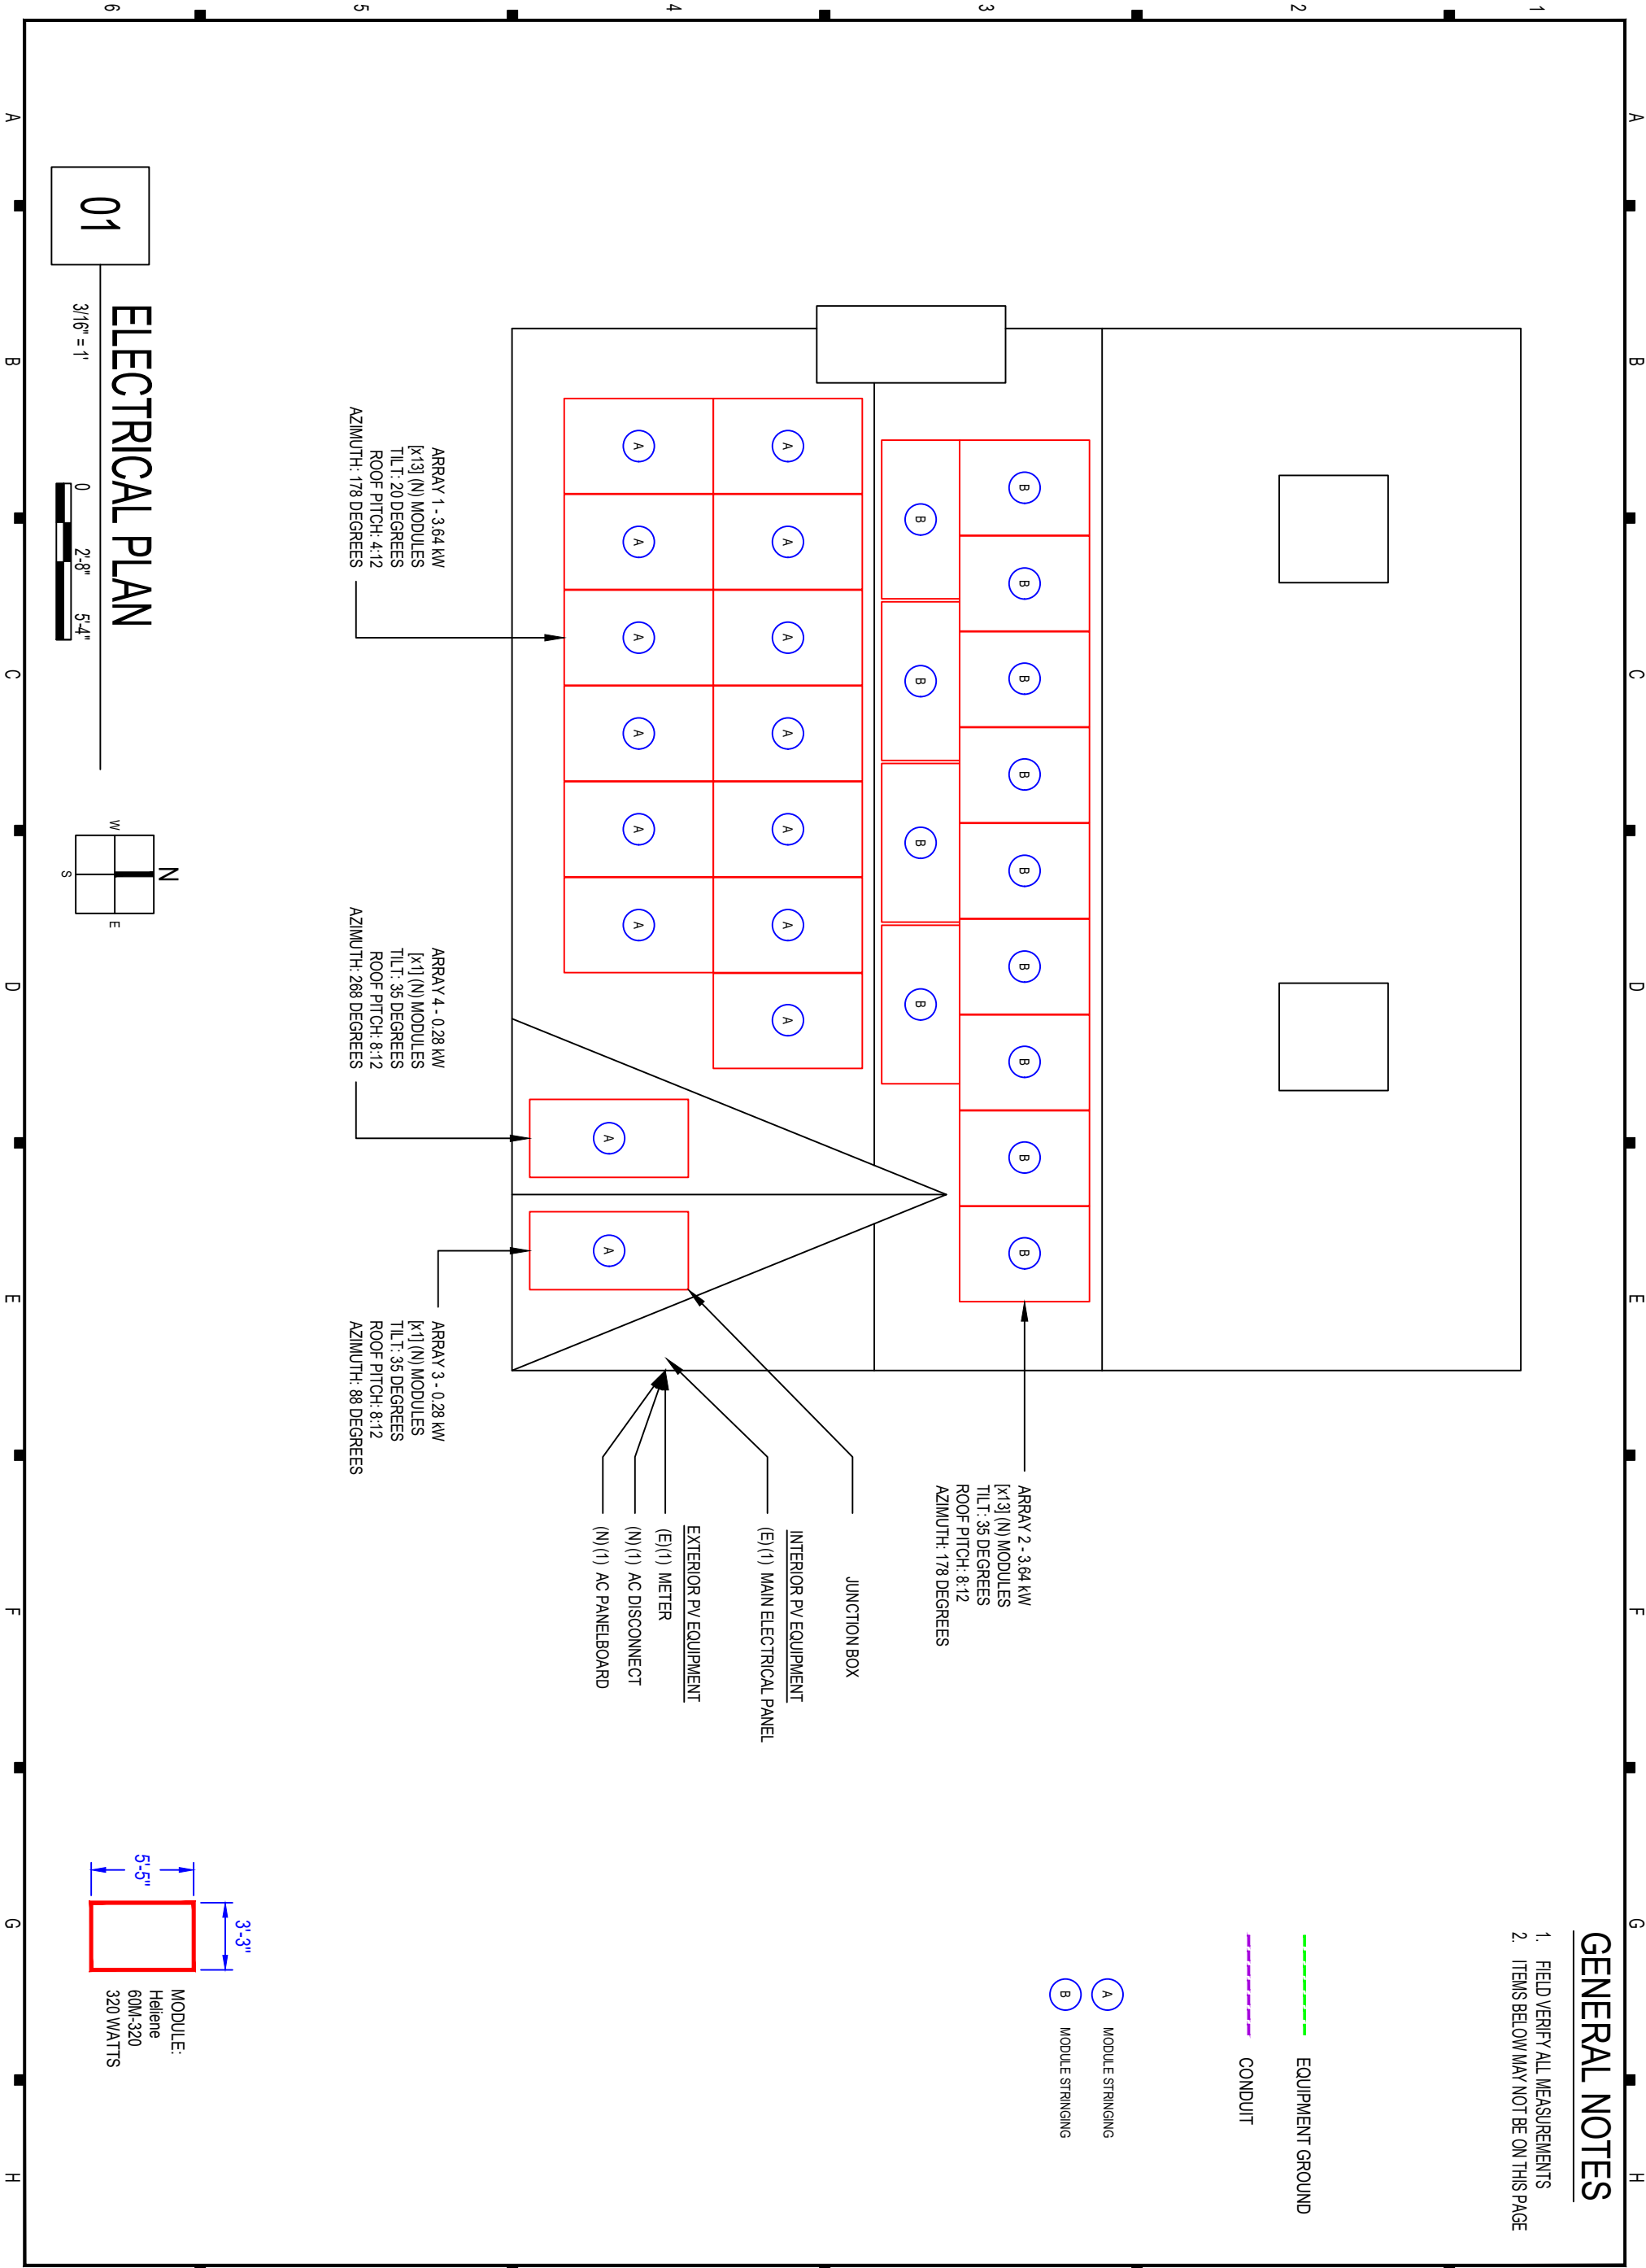 1
2
3
4
5
6
A
B
C
D
E
F
G
H
GENERAL NOTES
1. FIELD VERIFY ALL MEASUREMENTS
2. ITEMS BELOW MAY NOT BE ON THIS PAGE
EQUIPMENT GROUND
CONDUIT
A MODULE STRINGING
B MODULE STRINGING
B B B B B B B B B
B B B B
A A A A A A A
A A A A A A
A A
ARRAY 2 - 3.64 kW
[x13] (N) MODULES
TILT: 35 DEGREES
ROOF PITCH: 8:12
AZIMUTH: 178 DEGREES
JUNCTION BOX
INTERIOR PV EQUIPMENT
(E) (1) MAIN ELECTRICAL PANEL
EXTERIOR PV EQUIPMENT
(E)(1) METER
(N)(1) AC DISCONNECT
(N)(1) AC PANELBOARD
ARRAY 1 - 3.64 kW
[x13] (N) MODULES
TILT: 20 DEGREES
ROOF PITCH: 4:12
AZIMUTH: 178 DEGREES
ARRAY 4 - 0.28 kW
[x1] (N) MODULES
TILT: 35 DEGREES
ROOF PITCH: 8:12
AZIMUTH: 268 DEGREES
ARRAY 3 - 0.28 kW
[x1] (N) MODULES
TILT: 35 DEGREES
ROOF PITCH: 8:12
AZIMUTH: 88 DEGREES
3'-3"
5'-5"
MODULE:
Heliene
60M-320
320 WATTS
01
ELECTRICAL PLAN
3/16" = 1'
0 2'-8" 5'-4"
N
W E
S
A
B
C
D
E
F
G
H